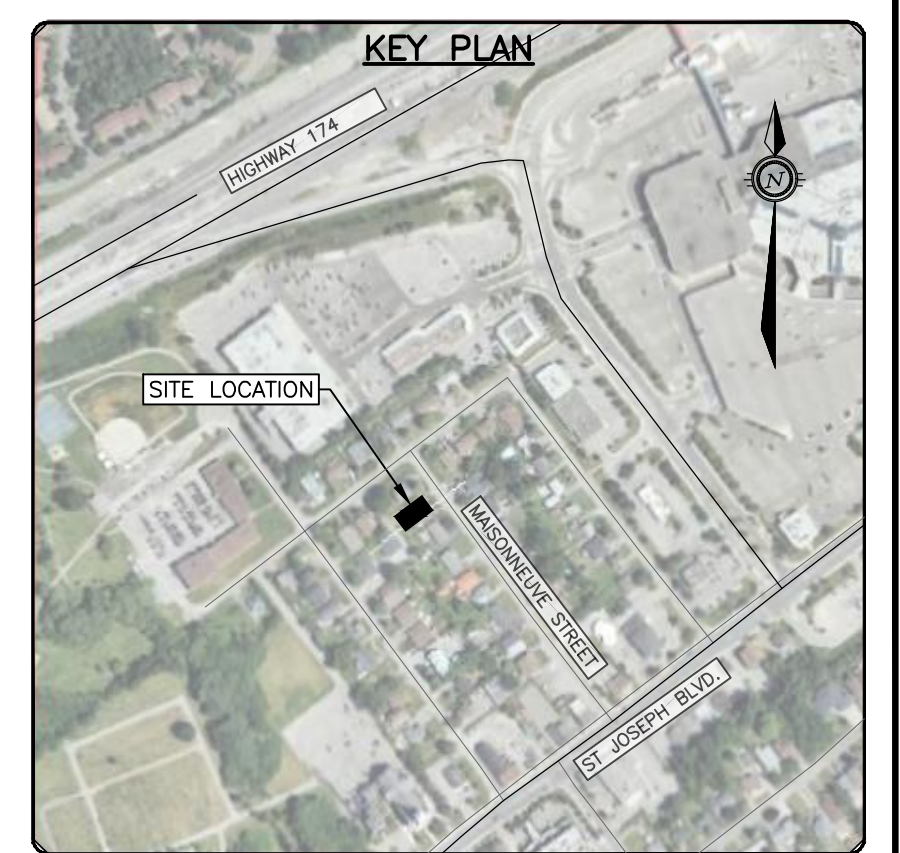 KEY PLAN
HIGHWAY 174
N
SITE LOCATION
MAISONNEUVE STREET
ST JOSEPH BLVD.